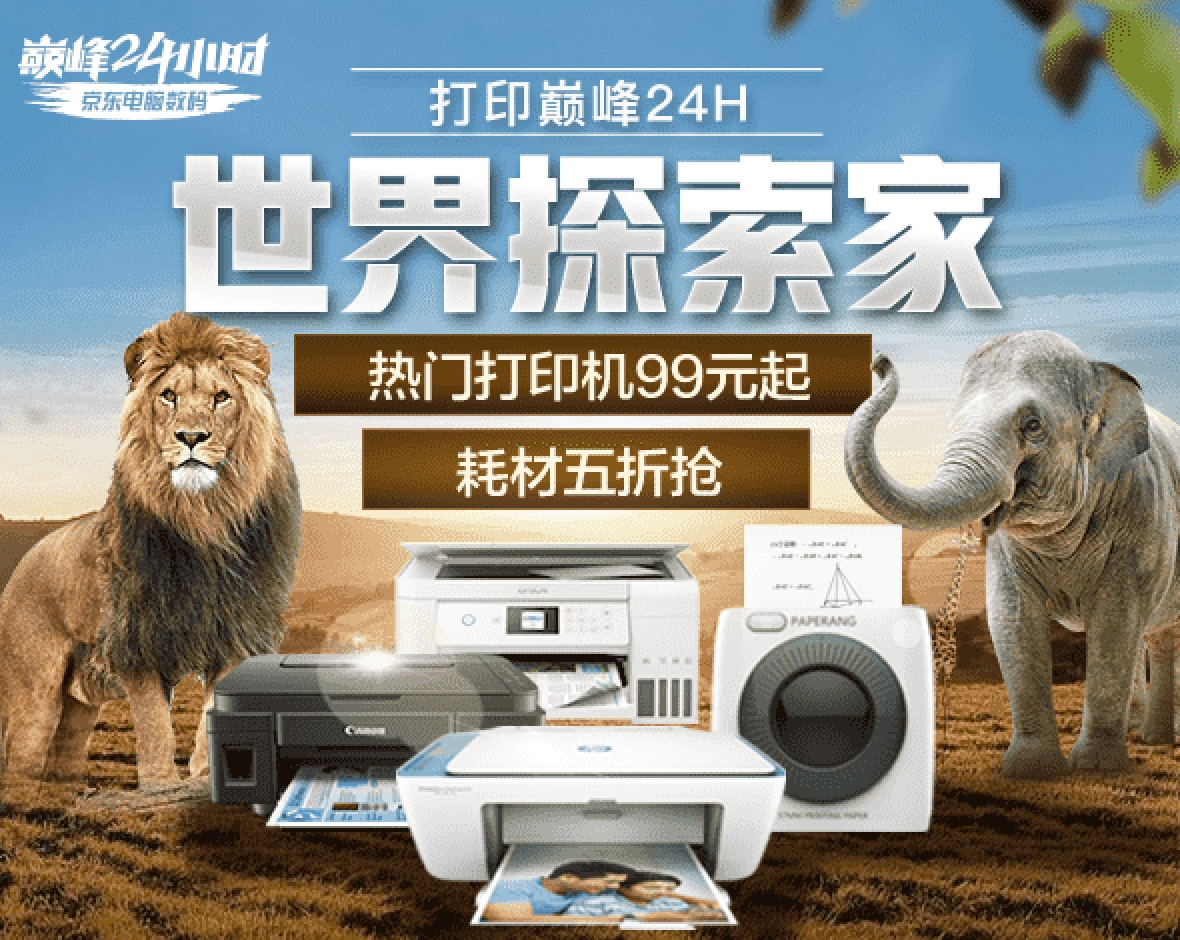 巅峰24小时
京东电脑数码
打印巅峰24H
世界探索家
热门打印机99元起
耗材五折抢
PAPERANG
Canon
hp